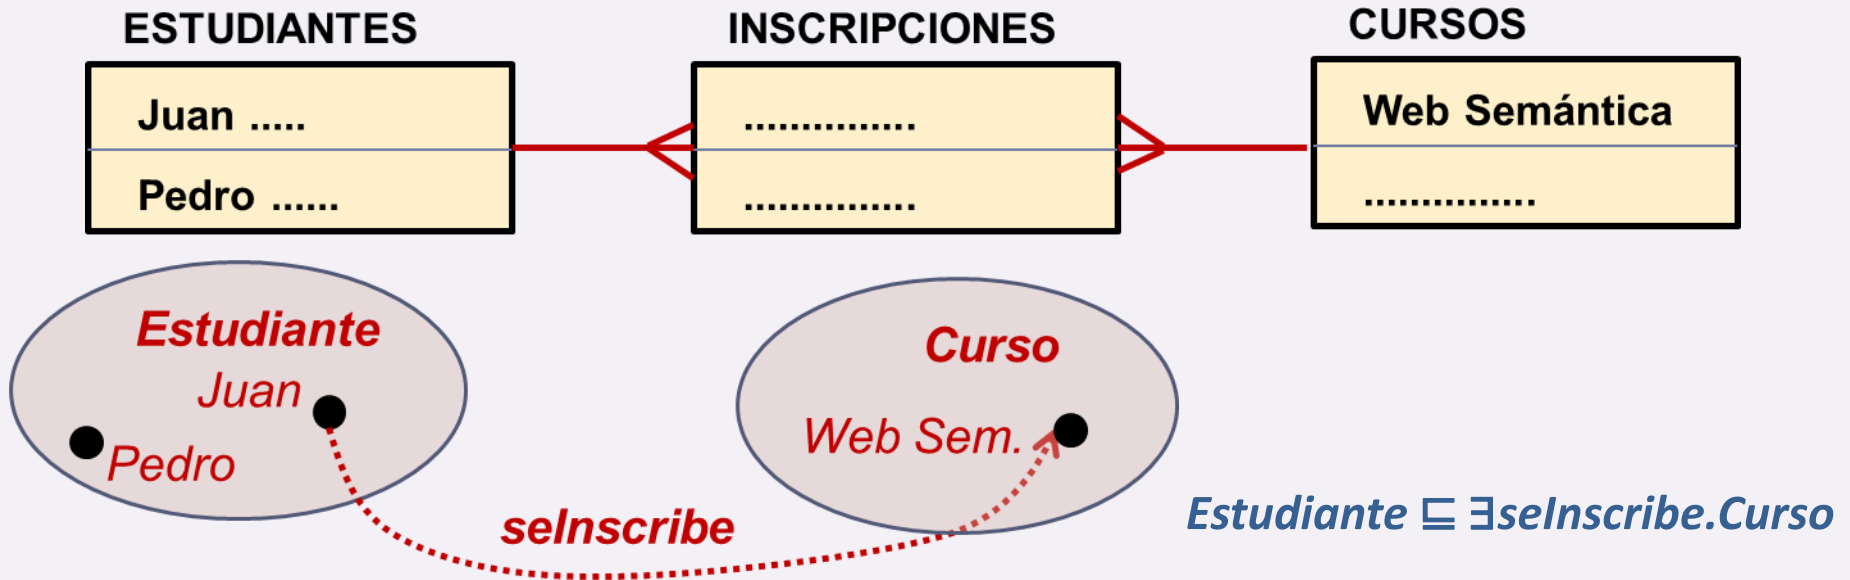 ESTUDIANTES
INSCRIPCIONES
CURSOS
Juan .....
Pedro ......
...............
...............
Web Semántica
...............
Estudiante
Juan
Pedro
Curso
Web Sem.
seInscribe
Estudiante ⊑ ∃seInscribe.Curso